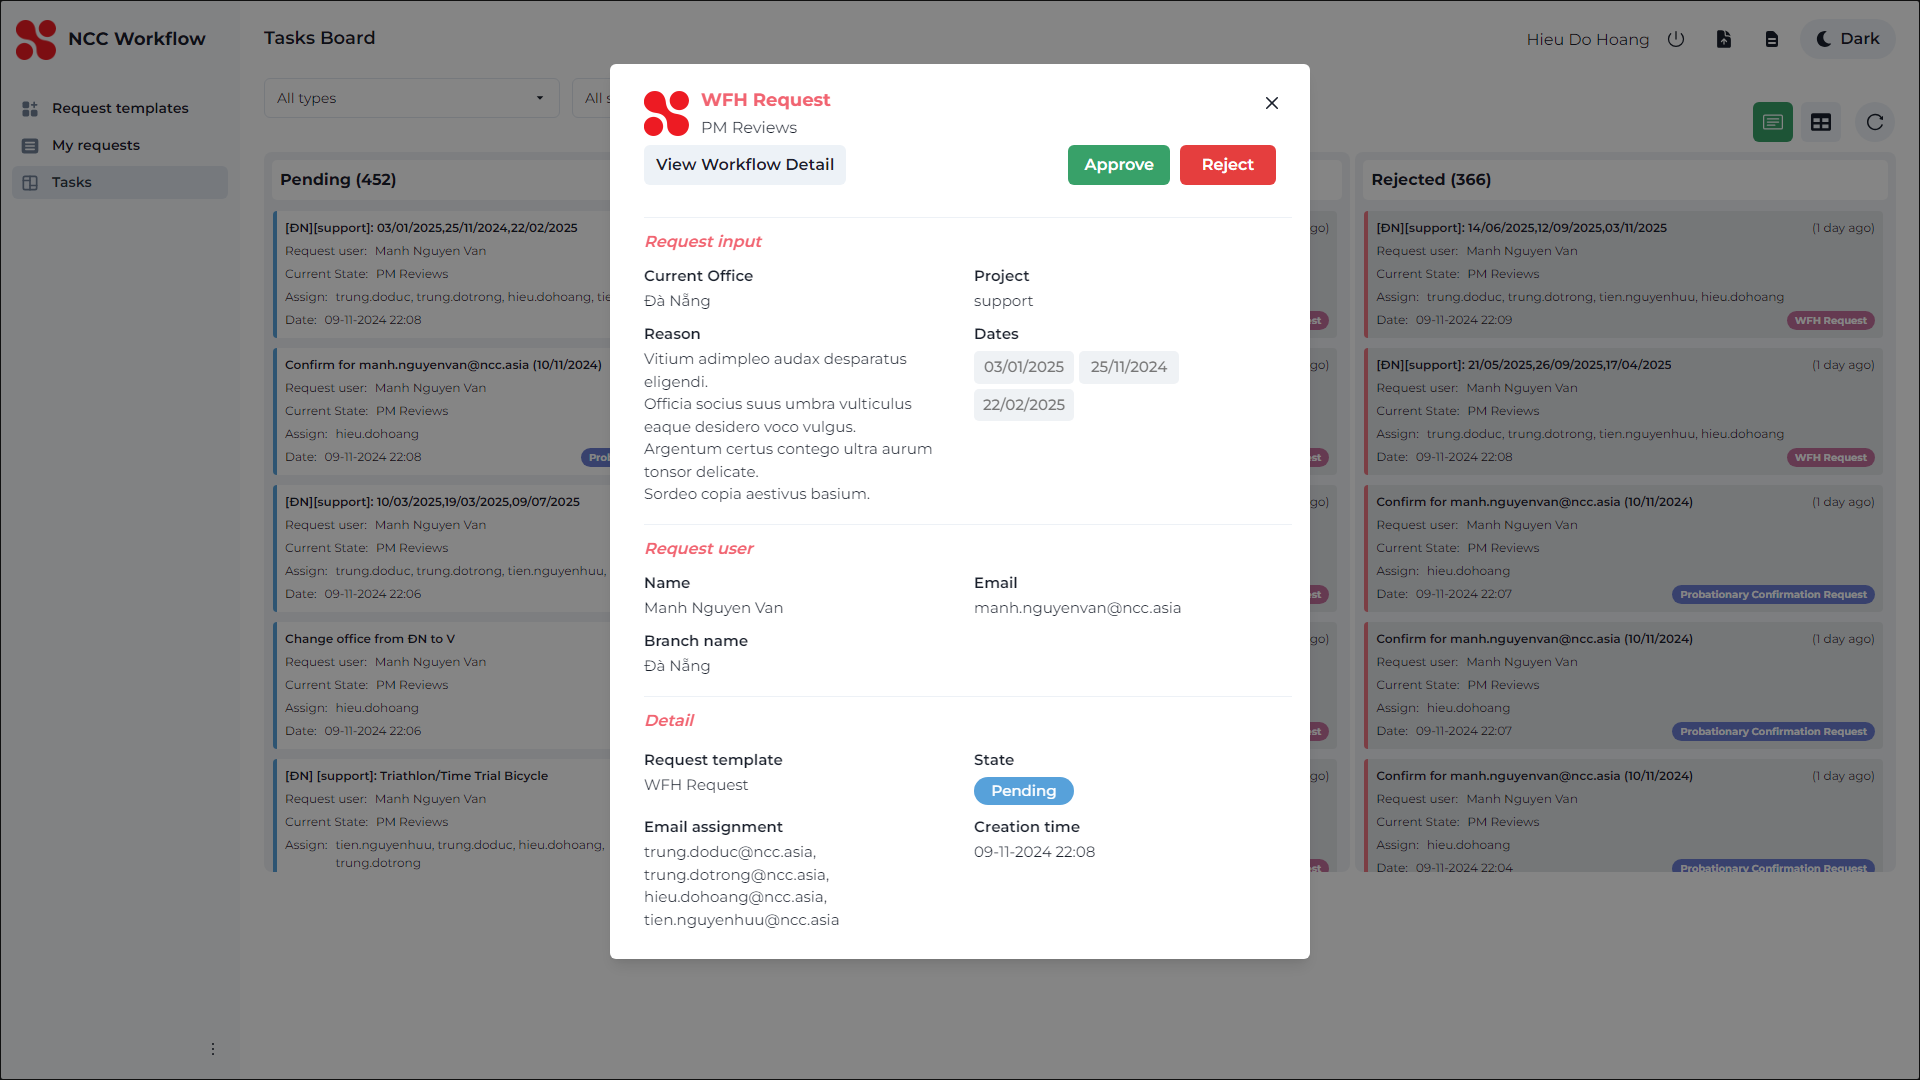 NCC Workflow
Request templates
My requests
Tasks
Tasks Board
Hieu Do Hoang
Dark
All types
All s
Pending (452)
[ĐN][support]: 03/01/2025,25/11/2024,22/02/2025
Request user: Manh Nguyen Van
Current State: PM Reviews
Assign: trung.doduc, trung.dotrong, hieu.dohoang, tie
Date: 09-11-2024 22:08
Confirm for manh.nguyenvan@ncc.asia (10/11/2024)
Request user: Manh Nguyen Van
Current State: PM Reviews
Assign: hieu.dohoang
Date: 09-11-2024 22:08
Prol
[ĐN][support]: 10/03/2025,19/03/2025,09/07/2025
Request user: Manh Nguyen Van
Current State: PM Reviews
Assign: trung.doduc, trung.dotrong, tien.nguyenhuu,
Date: 09-11-2024 22:06
Change office from ĐN to V
Request user: Manh Nguyen Van
Current State: PM Reviews
Assign: hieu.dohoang
Date: 09-11-2024 22:06
[ĐN] [support]: Triathlon/Time Trial Bicycle
Request user: Manh Nguyen Van
Current State: PM Reviews
Assign: tien.nguyenhuu, trung.doduc, hieu.dohoang,
trung.dotrong
WFH Request
PM Reviews
View Workflow Detail
Approve
Reject
Request input
Current Office
Đà Nẵng
Project
support
Reason
Vitium adimpleo audax desparatus
eligendi.
Officia socius suus umbra vulticulus
eaque desidero voco vulgus.
Argentum certus contego ultra aurum
tonsor delicate.
Sordeo copia aestivus basium.
Dates
03/01/2025 25/11/2024
22/02/2025
Request user
Name
Manh Nguyen Van
Email
manh.nguyenvan@ncc.asia
Branch name
Đà Nẵng
Detail
Request template
WFH Request
State
Pending
Email assignment
trung.doduc@ncc.asia,
trung.dotrong@ncc.asia,
hieu.dohoang@ncc.asia,
tien.nguyenhuu@ncc.asia
Creation time
09-11-2024 22:08
go)
st
go)
st
go)
st
go)
st
go)
st
Rejected (366)
[ĐN][support]: 14/06/2025,12/09/2025,03/11/2025 (1 day ago)
Request user: Manh Nguyen Van
Current State: PM Reviews
Assign: trung.doduc, trung.dotrong, tien.nguyenhuu, hieu.dohoang
Date: 09-11-2024 22:09 WFH Request
[ĐN][support]: 21/05/2025,26/09/2025,17/04/2025 (1 day ago)
Request user: Manh Nguyen Van
Current State: PM Reviews
Assign: trung.doduc, trung.dotrong, tien.nguyenhuu, hieu.dohoang
Date: 09-11-2024 22:08 WFH Request
Confirm for manh.nguyenvan@ncc.asia (10/11/2024) (1 day ago)
Request user: Manh Nguyen Van
Current State: PM Reviews
Assign: hieu.dohoang
Date: 09-11-2024 22:07 Probationary Confirmation Request
Confirm for manh.nguyenvan@ncc.asia (10/11/2024) (1 day ago)
Request user: Manh Nguyen Van
Current State: PM Reviews
Assign: hieu.dohoang
Date: 09-11-2024 22:07 Probationary Confirmation Request
Confirm for manh.nguyenvan@ncc.asia (10/11/2024) (1 day ago)
Request user: Manh Nguyen Van
Current State: PM Reviews
Assign: hieu.dohoang
Date: 09-11-2024 22:04 Probationary Confirmation Request